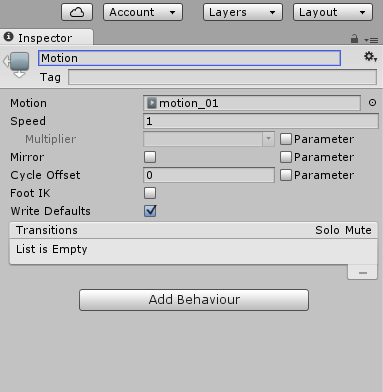 Account Layers Layout
Inspector
Motion
Tag
Motion motion_01
Speed 1
Multiplier Parameter
Mirror Parameter
Cycle Offset 0 Parameter
Foot IK
Write Defaults
Transitions Solo Mute
List is Empty
Add Behaviour